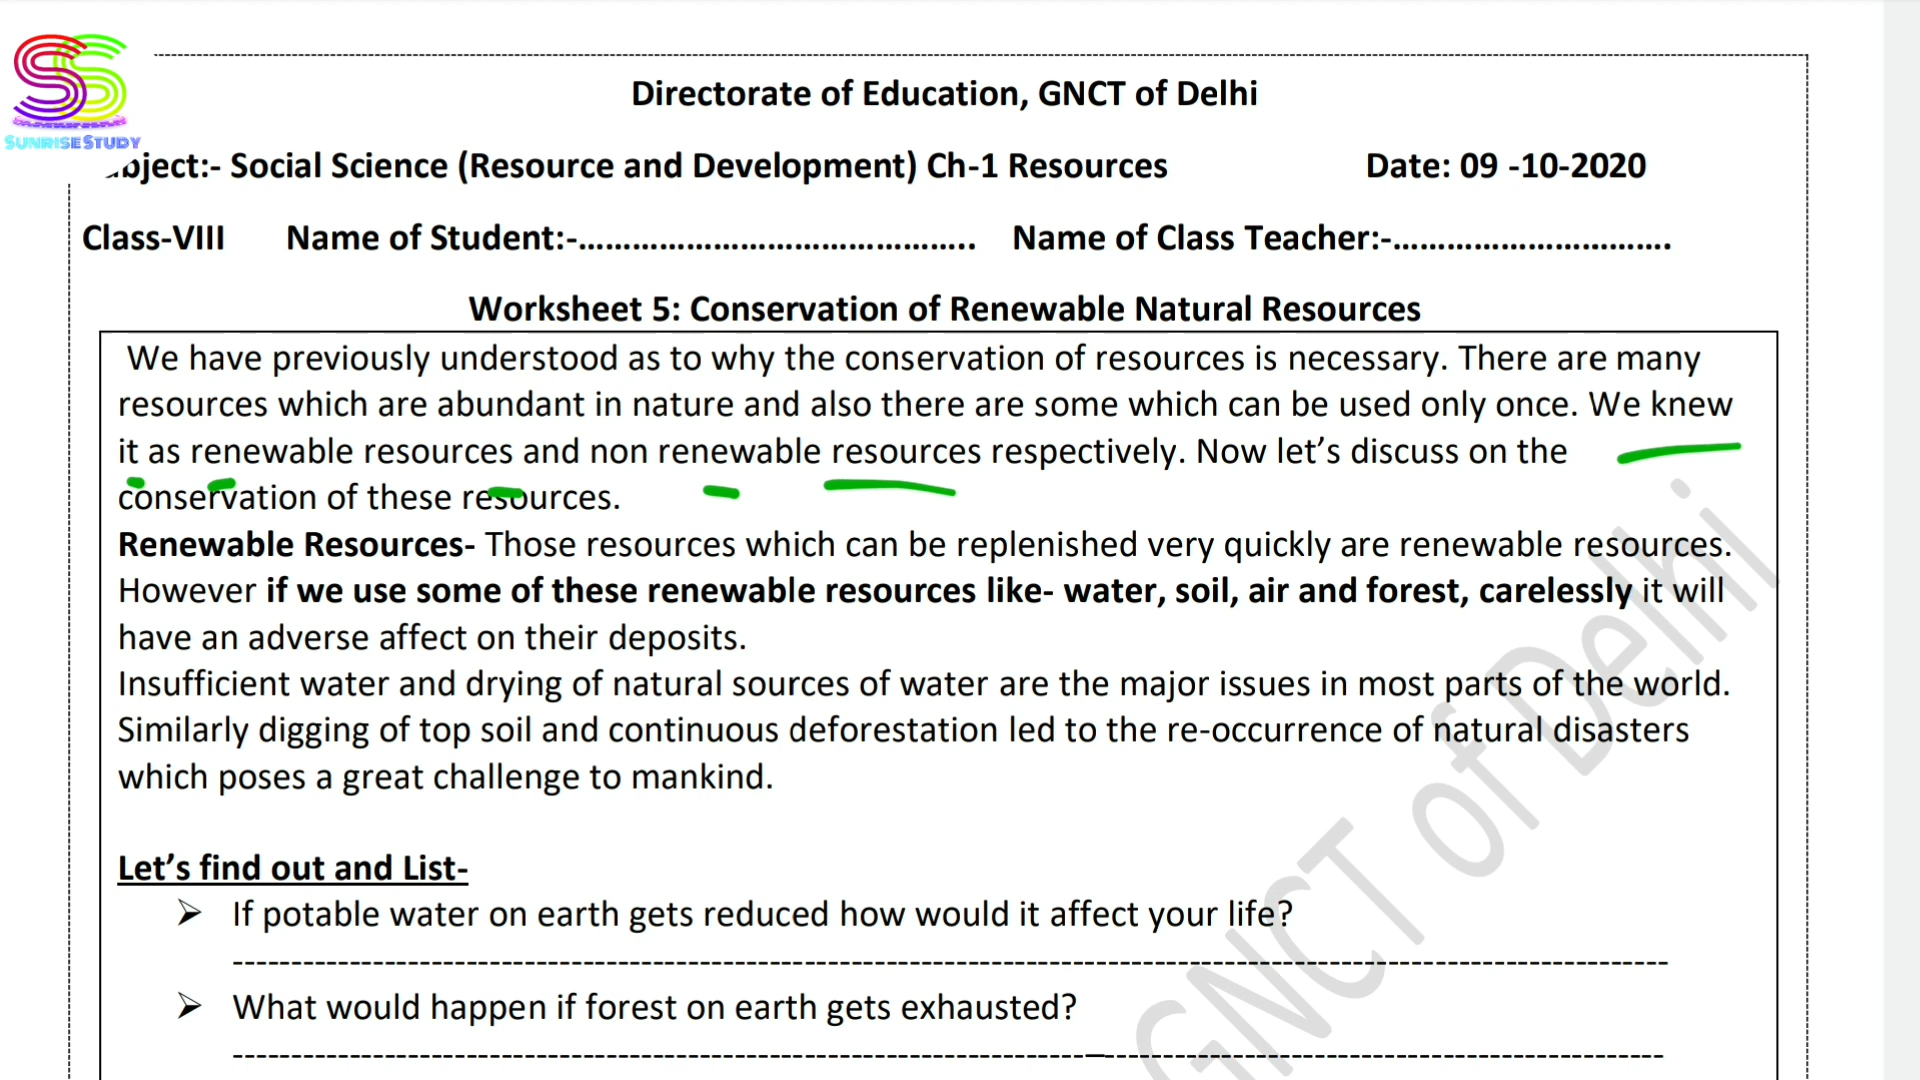 SUNRISESTUDY
Directorate of Education, GNCT of Delhi
bject:- Social Science (Resource and Development) Ch-1 Resources Date: 09 -10-2020
Class-VIII Name of Student:-........................................... Name of Class Teacher:-...............................
Worksheet 5: Conservation of Renewable Natural Resources
We have previously understood as to why the conservation of resources is necessary. There are many
resources which are abundant in nature and also there are some which can be used only once. We knew
it as renewable resources and non renewable resources respectively. Now let's discuss on the
conservation of these resources.
Renewable Resources- Those resources which can be replenished very quickly are renewable resources.
However if we use some of these renewable resources like- water, soil, air and forest, carelessly it will
have an adverse affect on their deposits.
Insufficient water and drying of natural sources of water are the major issues in most parts of the world.
Similarly digging of top soil and continuous deforestation led to the re-occurrence of natural disasters
which poses a great challenge to mankind.
Let's find out and List-
➢ If potable water on earth gets reduced how would it affect your life?
➢ What would happen if forest on earth gets exhausted?
GNCT of Delhi